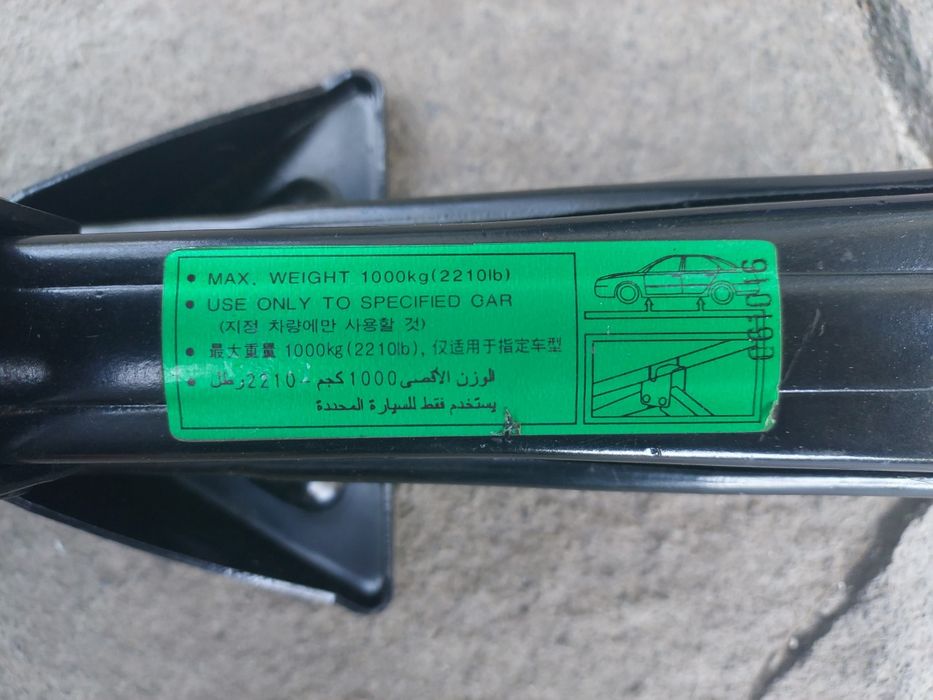 • MAX. WEIGHT 1000kg(2210lb)
• USE ONLY TO SPECIFIED GAR
(지정 차량에만 사용할 것)
• 最大重量 1000kg(2210lb), 仅适用于指定车型
• الوزن الأقصى 1000 كجم - 2210 رطل
يستخدم فقط للسيارة المحددة
061046